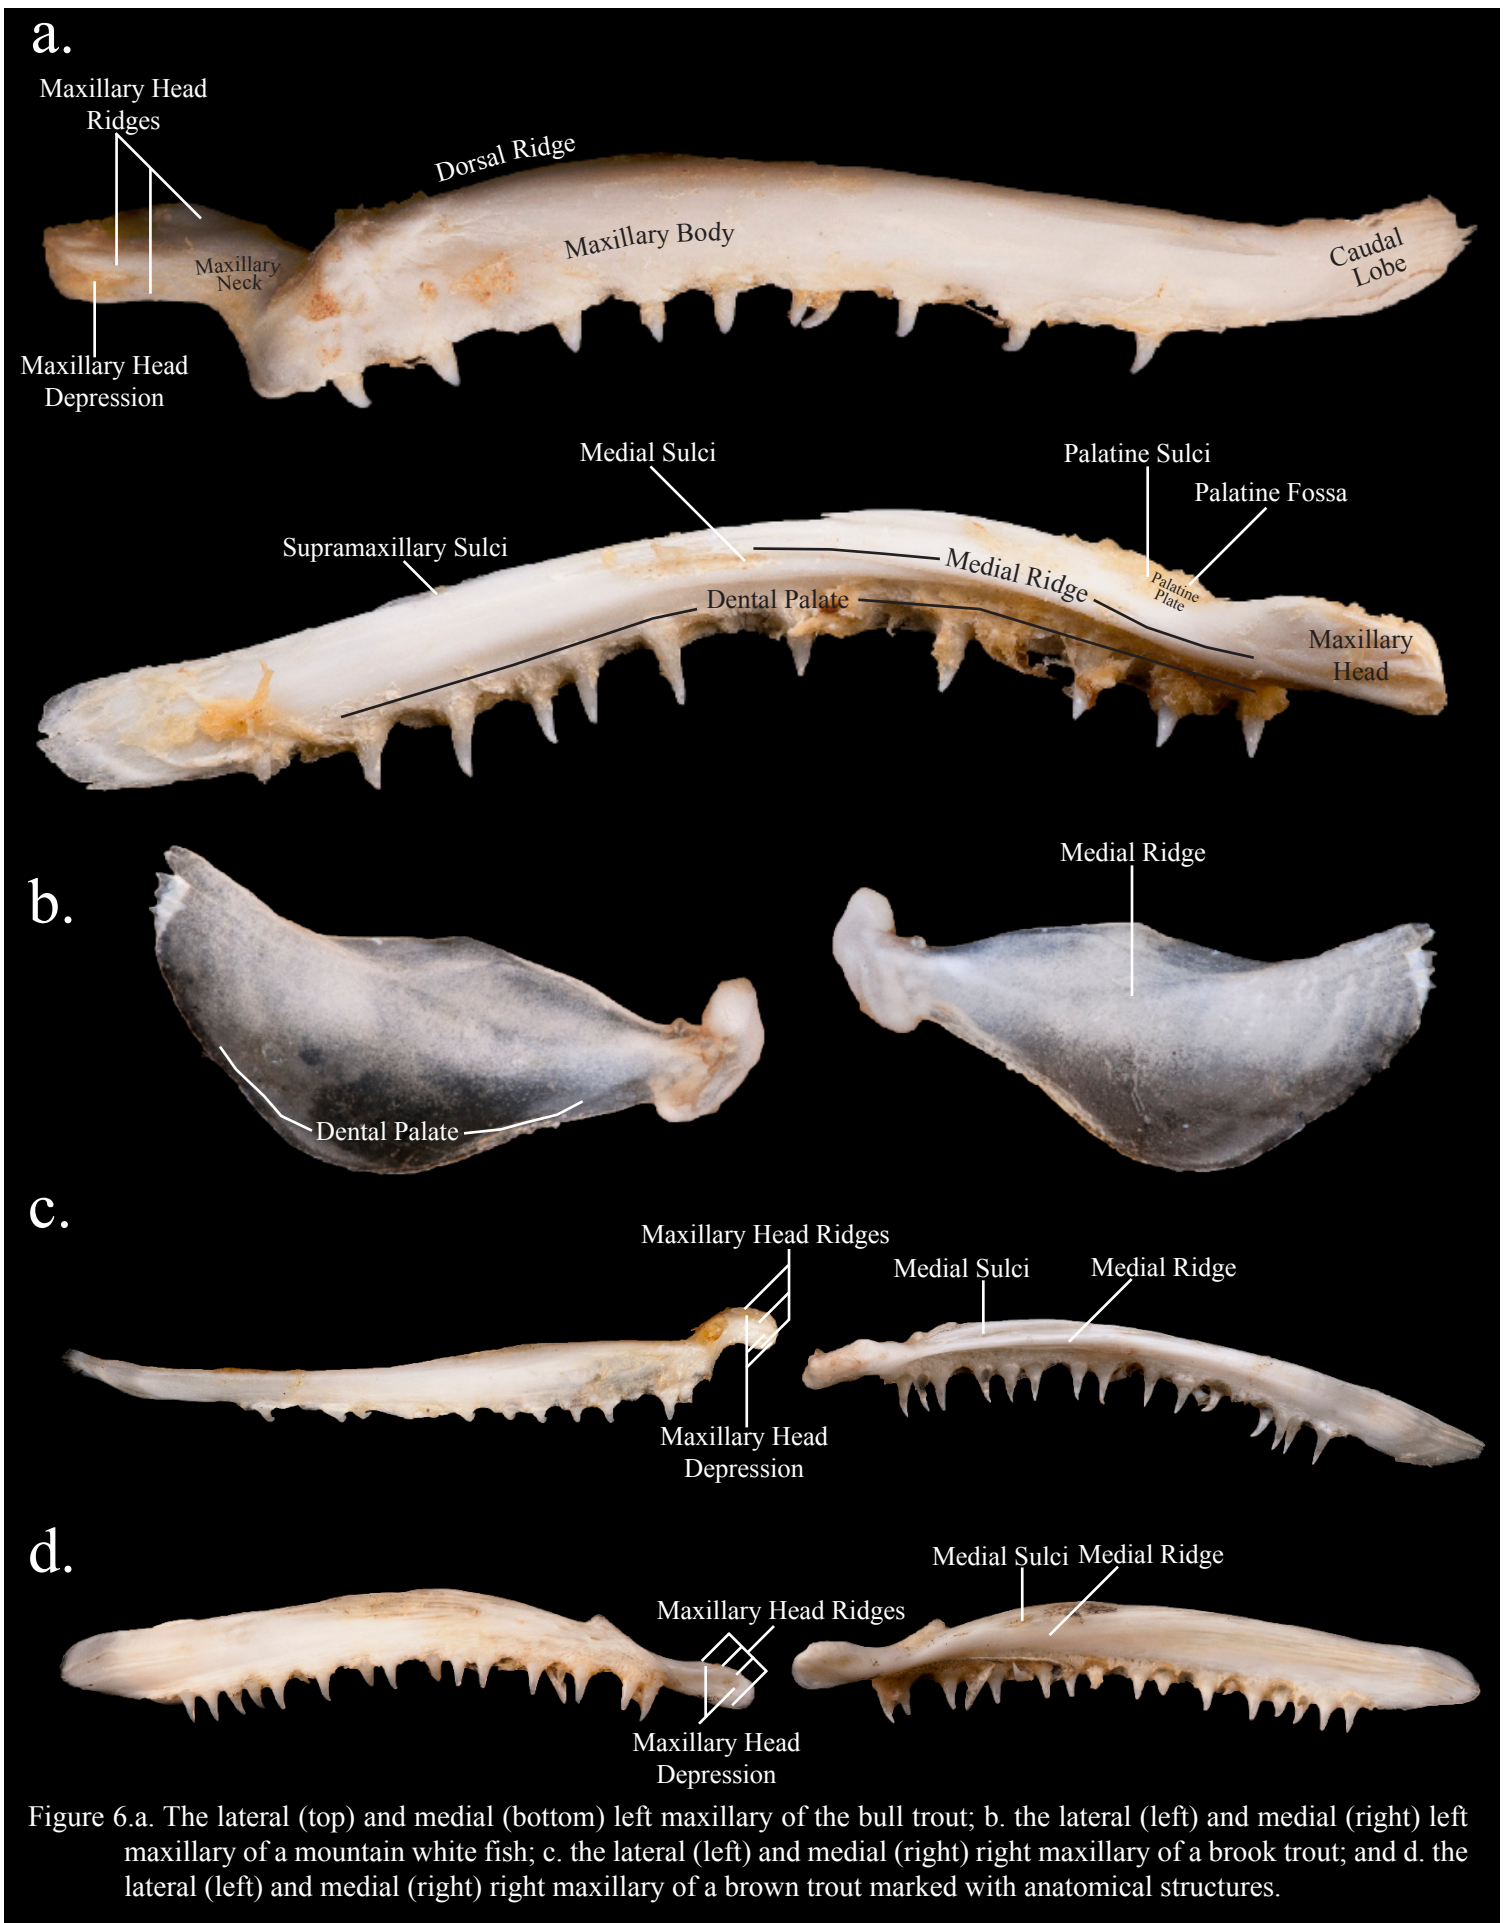 a.
Maxillary Head
Ridges
Dorsal Ridge
Maxillary Body
Maxillary
Neck
Caudal
Lobe
Maxillary Head
Depression
Medial Sulci
Palatine Sulci
Palatine Fossa
Supramaxillary Sulci
Medial Ridge
Palatine
Plate
Dental Palate
Maxillary
Head
b.
Medial Ridge
Dental Palate
c.
Maxillary Head Ridges
Medial Sulci
Medial Ridge
Maxillary Head
Depression
d.
Medial Sulci
Medial Ridge
Maxillary Head Ridges
Maxillary Head
Depression
Figure 6.a. The lateral (top) and medial (bottom) left maxillary of the bull trout; b. the lateral (left) and medial (right) left
maxillary of a mountain white fish; c. the lateral (left) and medial (right) right maxillary of a brook trout; and d. the
lateral (left) and medial (right) right maxillary of a brown trout marked with anatomical structures.